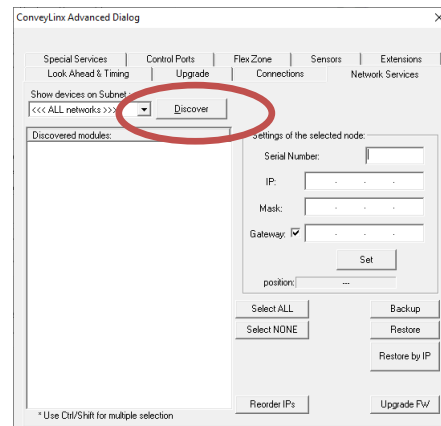 ConveyLinx Advanced Dialog
Special Services Control Ports Flex Zone Sensors Extensions
Look Ahead & Timing Upgrade Connections Network Services
Show devices on Subnet:
<<< ALL networks >>> Discover
Discovered modules:
Settings of the selected node:
Serial Number:
IP:
Mask:
Gateway:
Set
position: ---
Select ALL Backup
Select NONE Restore
Restore by IP
Reorder IPs Upgrade FW
* Use Ctrl/Shift for multiple selection